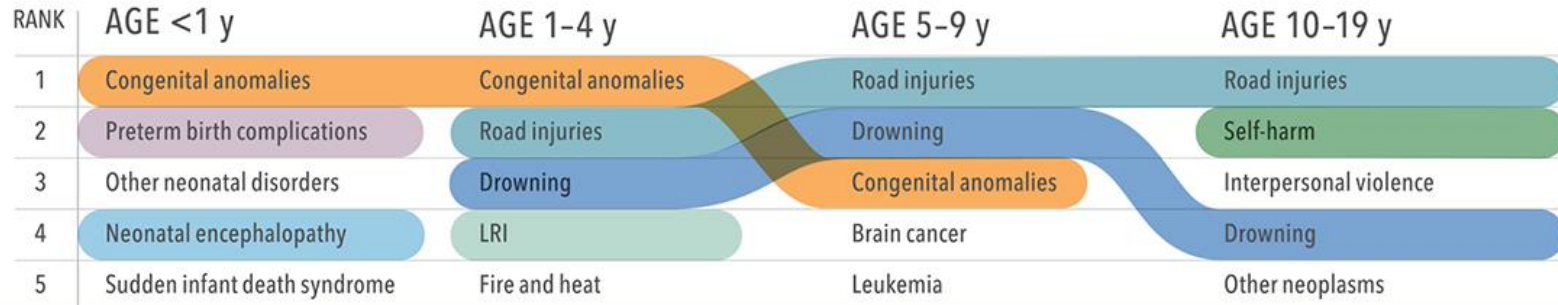 RANK AGE <1 y AGE 1–4 y AGE 5–9 y AGE 10–19 y
1 Congenital anomalies Congenital anomalies Road injuries Road injuries
2 Preterm birth complications Road injuries Drowning Self-harm
3 Other neonatal disorders Drowning Congenital anomalies Interpersonal violence
4 Neonatal encephalopathy LRI Brain cancer Drowning
5 Sudden infant death syndrome Fire and heat Leukemia Other neoplasms